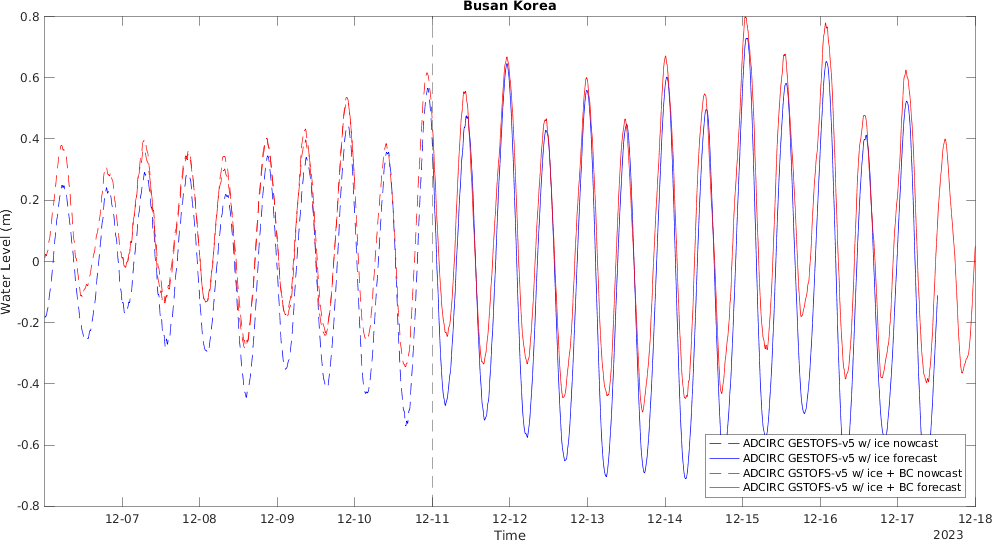 Busan Korea
0.8
0.6
0.4
0.2
0
-0.2
-0.4
-0.6
-0.8
Water Level (m)
ADCIRC GESTOFS-v5 w/ ice nowcast
ADCIRC GESTOFS-v5 w/ ice forecast
ADCIRC GSTOFS-v5 w/ ice + BC nowcast
ADCIRC GSTOFS-v5 w/ ice + BC forecast
12-07 12-08 12-09 12-10 12-11 12-12 12-13 12-14 12-15 12-16 12-17 12-18
Time
2023